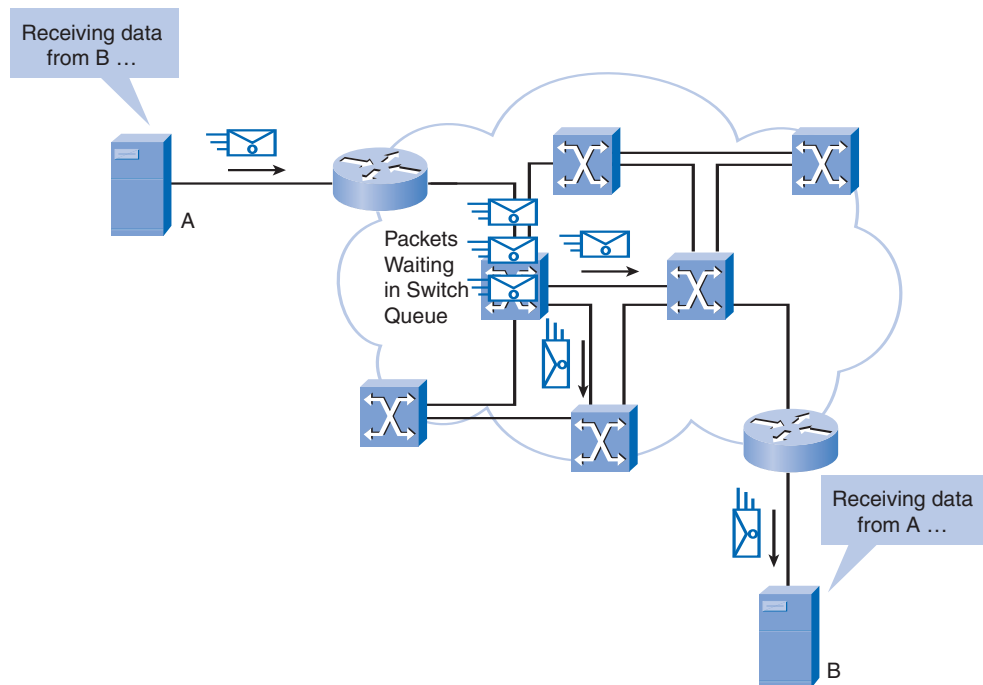 Receiving data
from B …
A
Packets
Waiting
in Switch
Queue
Receiving data
from A …
B